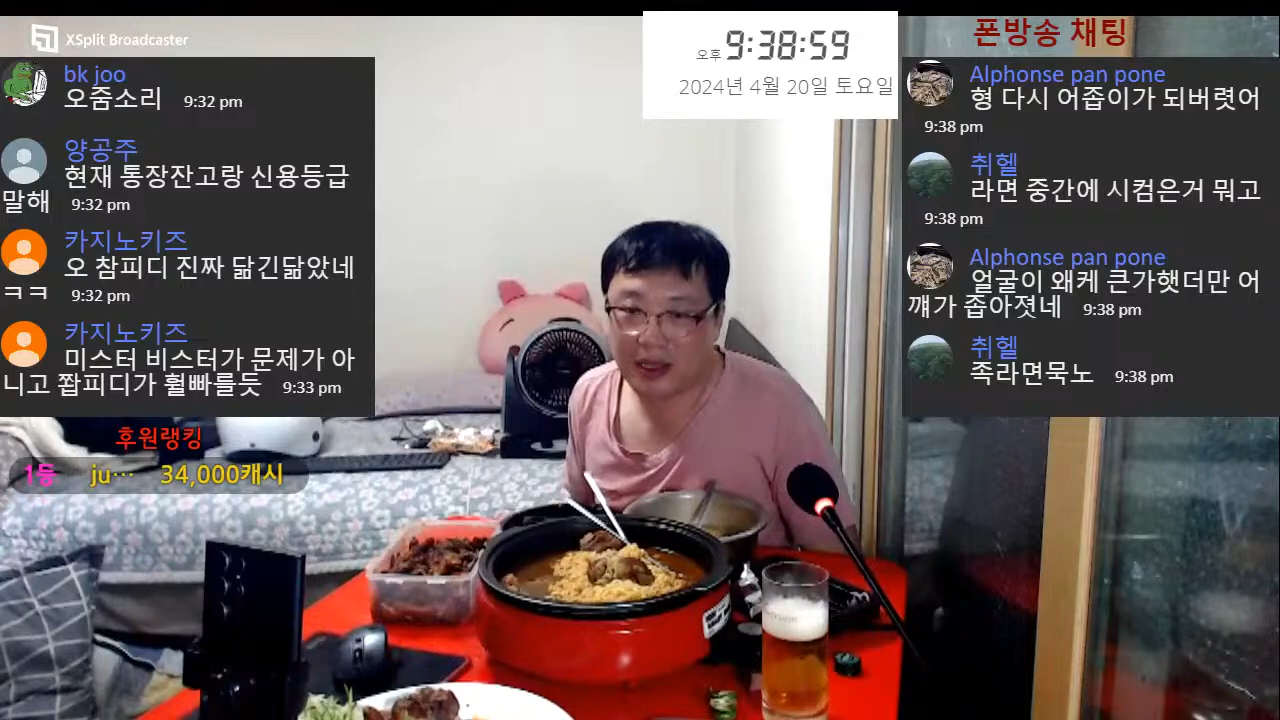 XSplit Broadcaster
오후 9:38:59
2024년 4월 20일 토요일
bk joo
오줌소리 9:32 pm
양공주
현재 통장잔고랑 신용등급
말해 9:32 pm
카지노키즈
오 참피디 진짜 닮긴닮았네
ㅋㅋ 9:32 pm
카지노키즈
미스터 비스터가 문제가 아
니고 쫩피디가 훨빠를듯 9:33 pm
후원랭킹
1등 ju… 34,000캐시
폰방송 채팅
Alphonse pan pone
형 다시 어좁이가 되버렷어
9:38 pm
취헬
라면 중간에 시컴은거 뭐고
9:38 pm
Alphonse pan pone
얼굴이 왜케 큰가햇더만 어
깨가 좁아졋네 9:38 pm
취헬
족라면묵노 9:38 pm